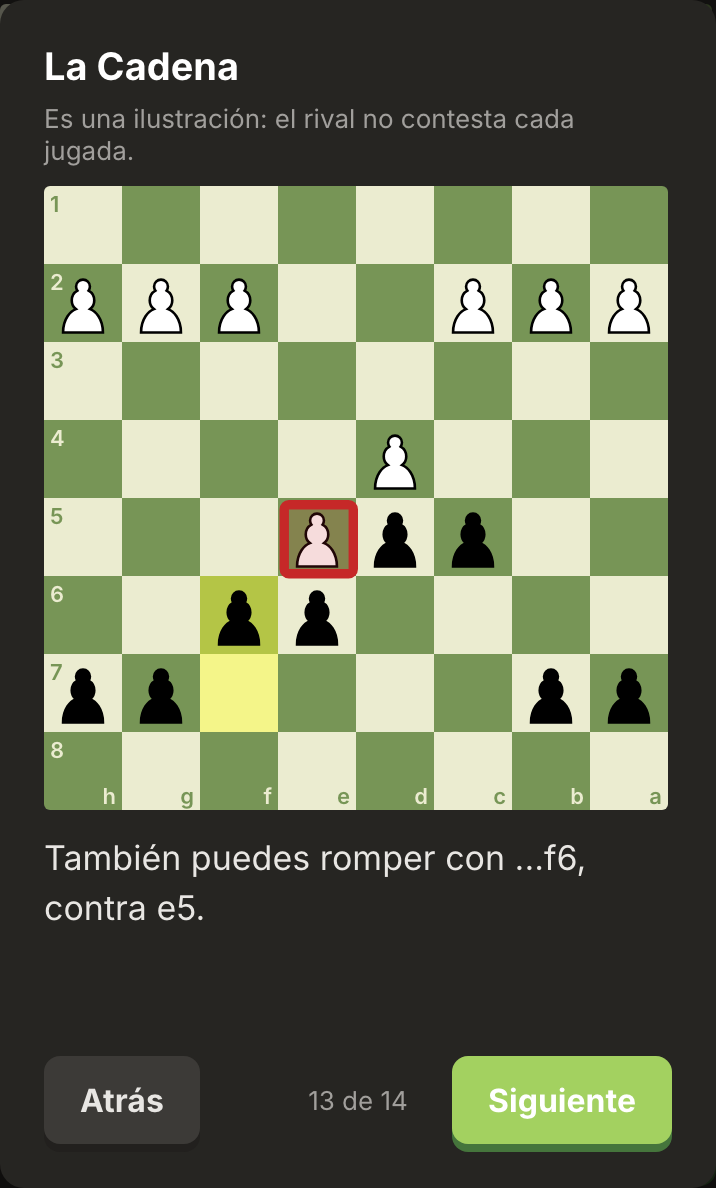 La Cadena
Es una ilustración: el rival no contesta cada
jugada.
1
2
3
4
5
6
7
8
h g f e d c b a
También puedes romper con ...f6,
contra e5.
Atrás
13 de 14
Siguiente